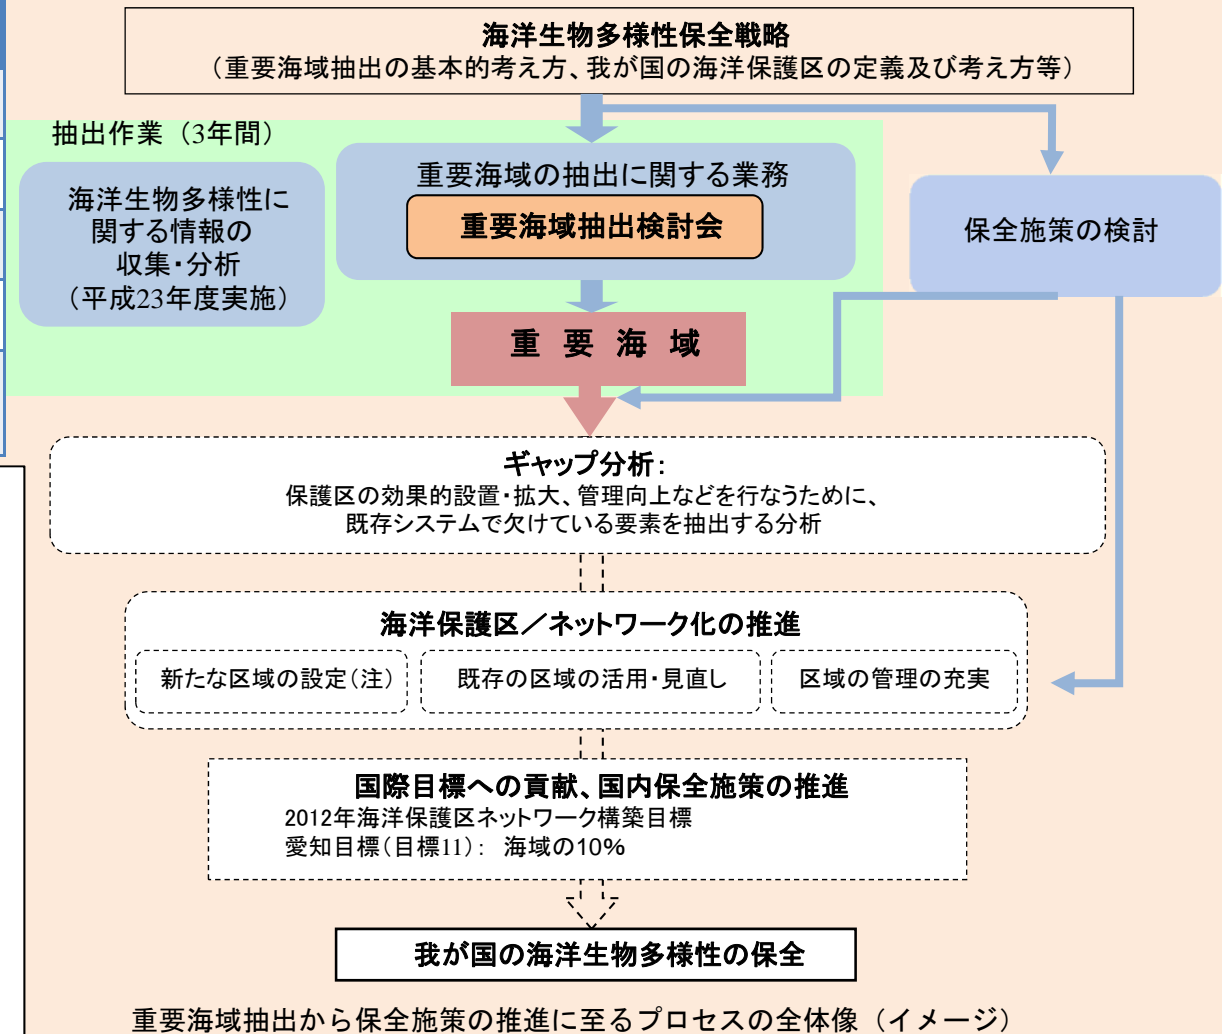 海洋生物多様性保全戦略
（重要海域抽出の基本的考え方、我が国の海洋保護区の定義及び考え方等）
抽出作業（3年間）
海洋生物多様性に
関する情報の
収集・分析
（平成23年度実施）
重要海域の抽出に関する業務
重要海域抽出検討会
保全施策の検討
重 要 海 域
ギャップ分析：
保護区の効果的設置・拡大、管理向上などを行なうために、
既存システムで欠けている要素を抽出する分析
海洋保護区／ネットワーク化の推進
新たな区域の設定（注）
既存の区域の活用・見直し
区域の管理の充実
国際目標への貢献、国内保全施策の推進
2012年海洋保護区ネットワーク構築目標
愛知目標（目標11）： 海域の10%
我が国の海洋生物多様性の保全
重要海域抽出から保全施策の推進に至るプロセスの全体像（イメージ）